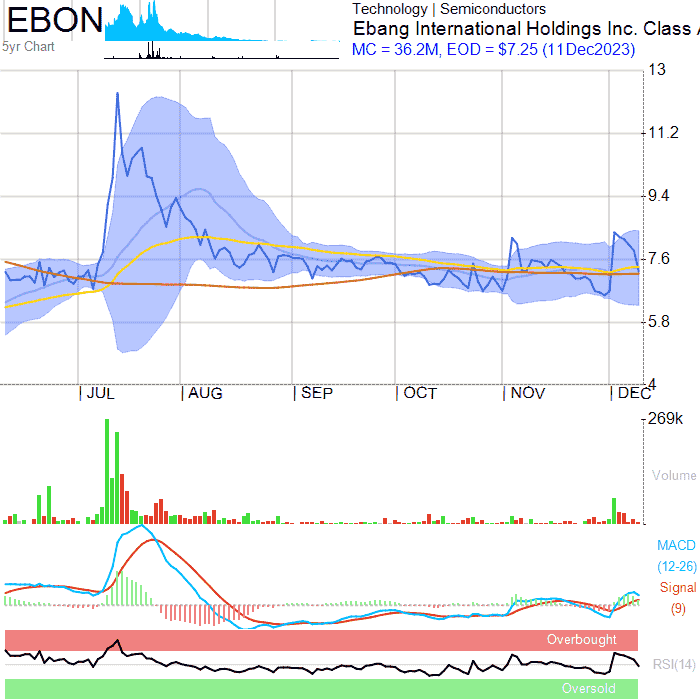 EBON
5yr Chart
Technology | Semiconductors
Ebang International Holdings Inc. Class A
MC = 36.2M, EOD = $7.25 (11Dec2023)
13
11.2
9.4
7.6
5.8
4
JUL AUG SEP OCT NOV DEC
269k
Volume
MACD
(12-26)
Signal
(9)
Overbought
RSI(14)
Oversold